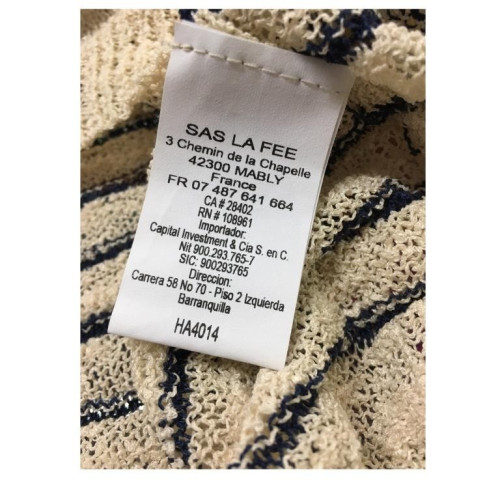 SAS LA FEE
3 Chemin de la Chapelle
42300 MABLY
France
FR 07 487 641 664
CA # 28402
RN # 108961
Importador:
Capital Investment & Cia S. en C.
Nit 900.293.765-7
SIC: 900293765
Direccion:
Carrera 58 No 70 - Piso 2 Izquierda
Barranquilla
HA4014